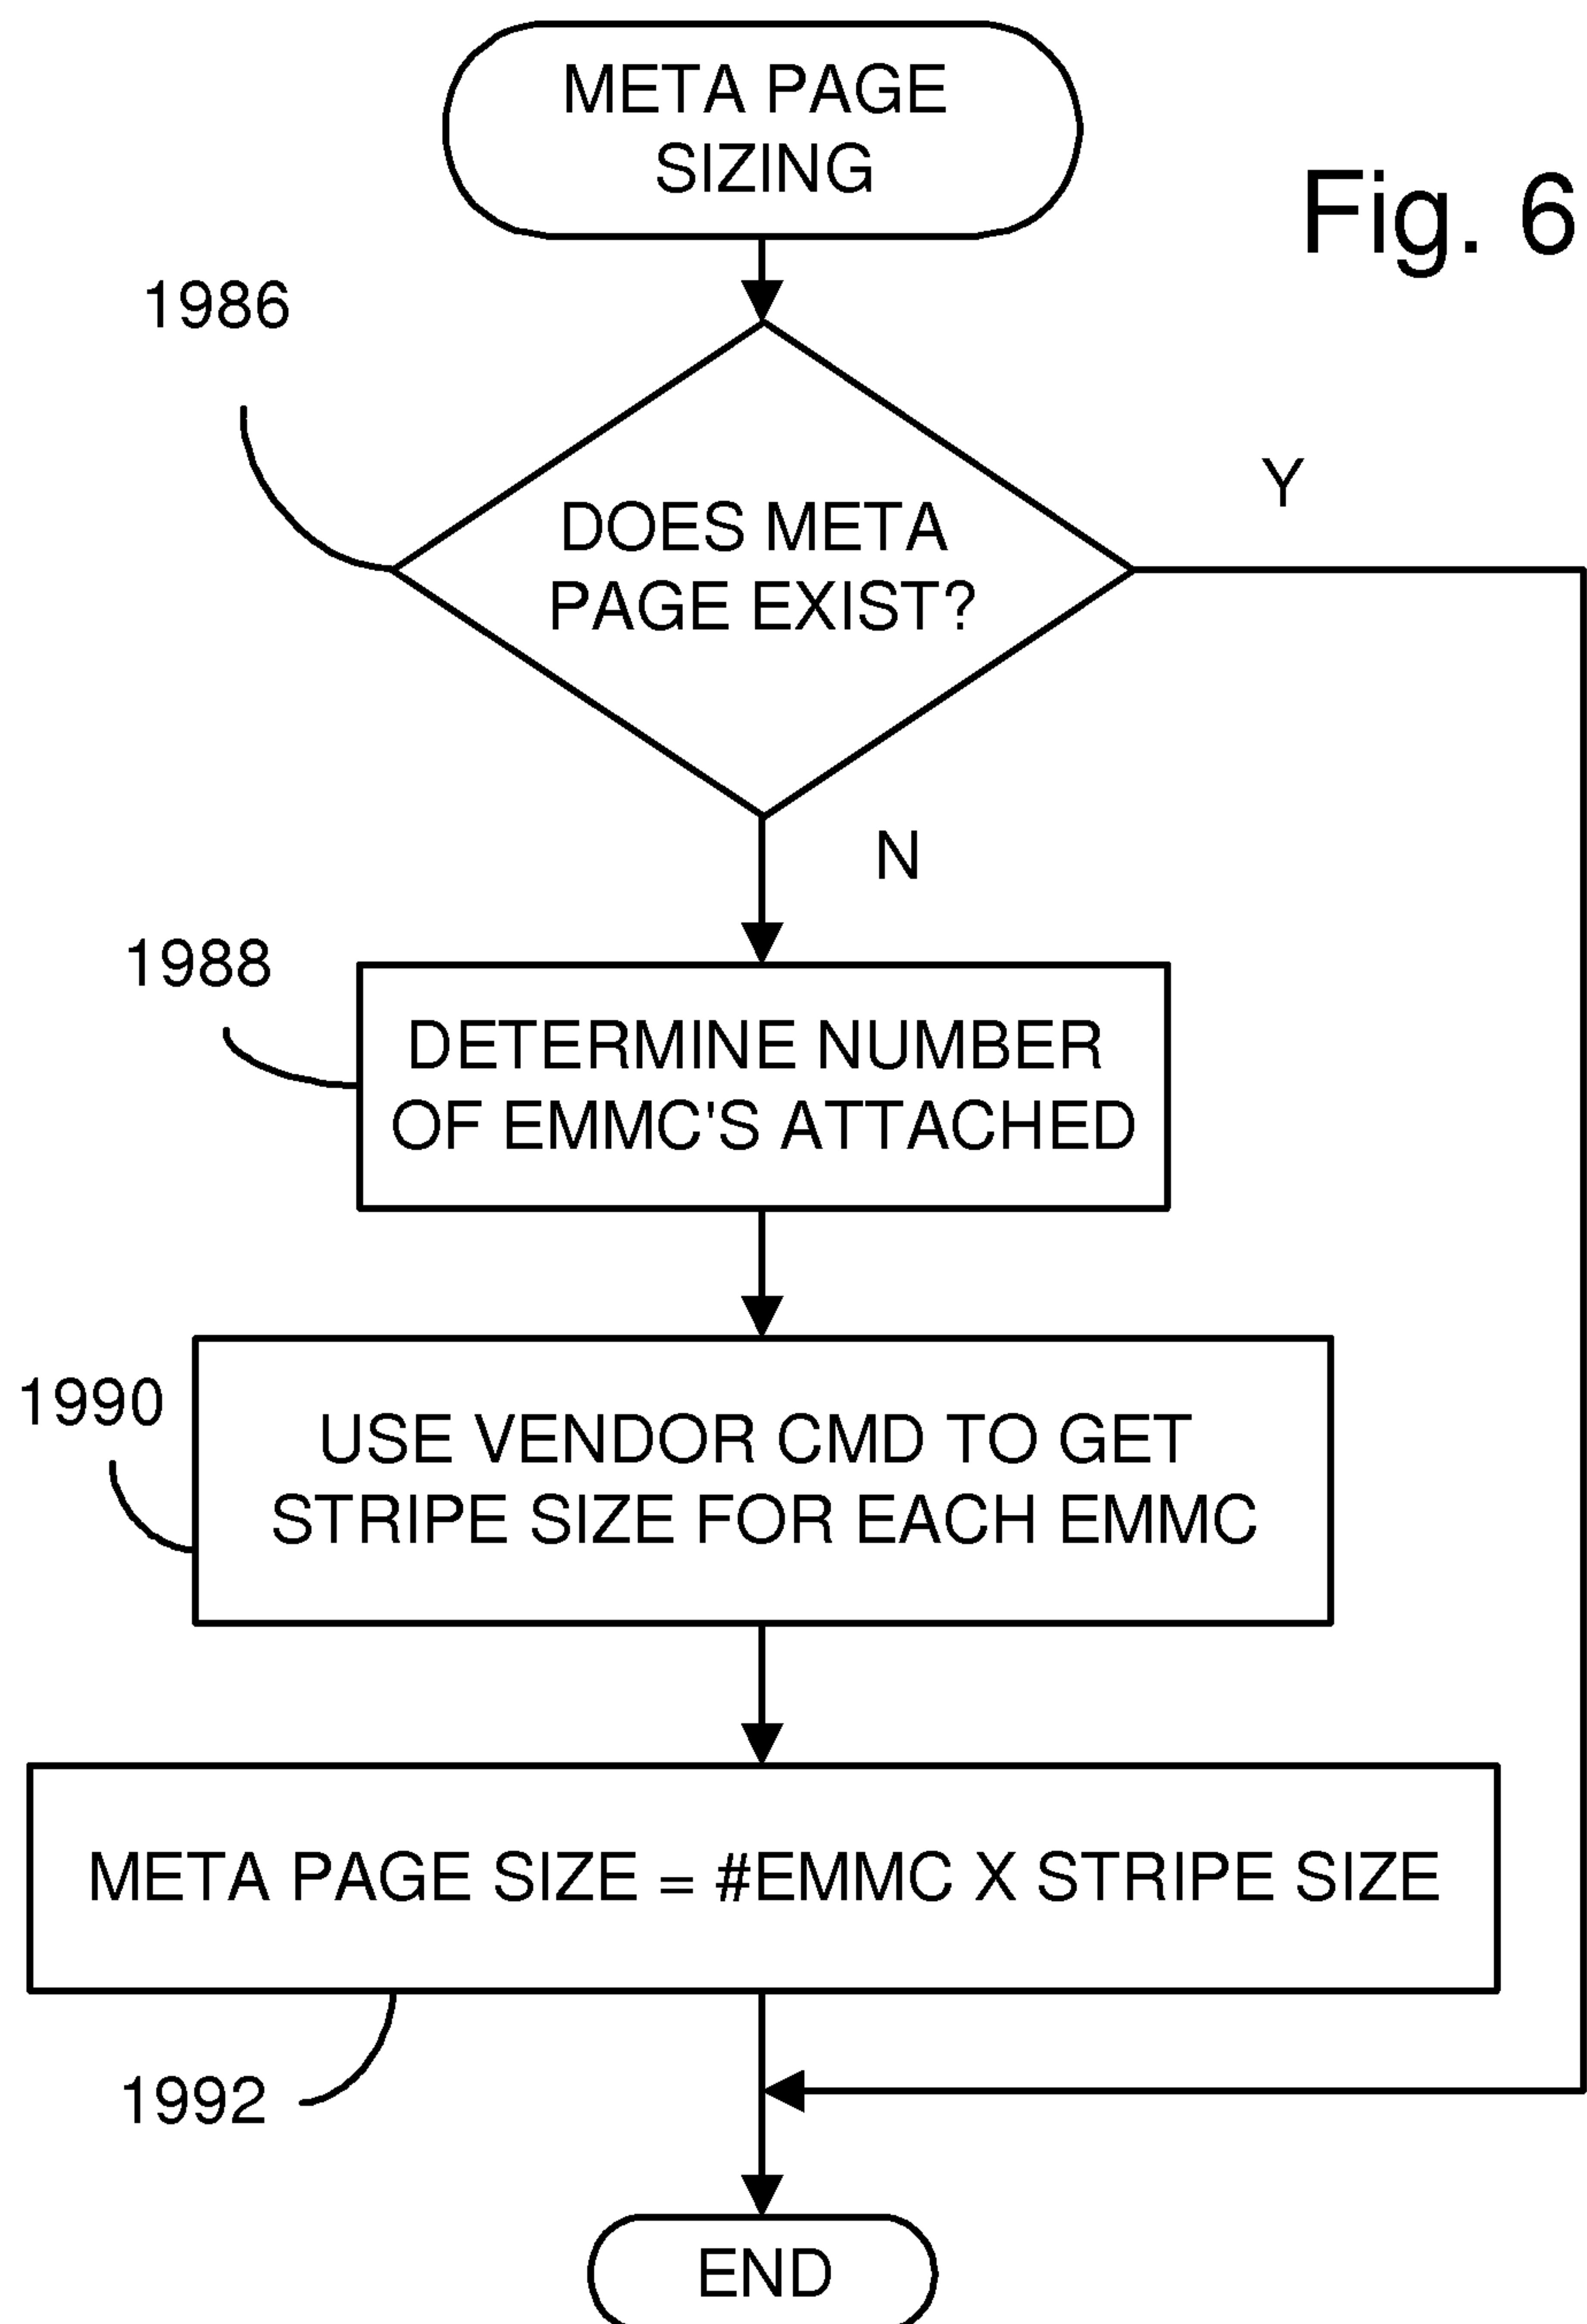 META PAGE
SIZING
Fig. 6
1986
Y
DOES META
PAGE EXIST?
N
1988
DETERMINE NUMBER
OF EMMC'S ATTACHED
1990
USE VENDOR CMD TO GET
STRIPE SIZE FOR EACH EMMC
META PAGE SIZE = #EMMC X STRIPE SIZE
1992
END